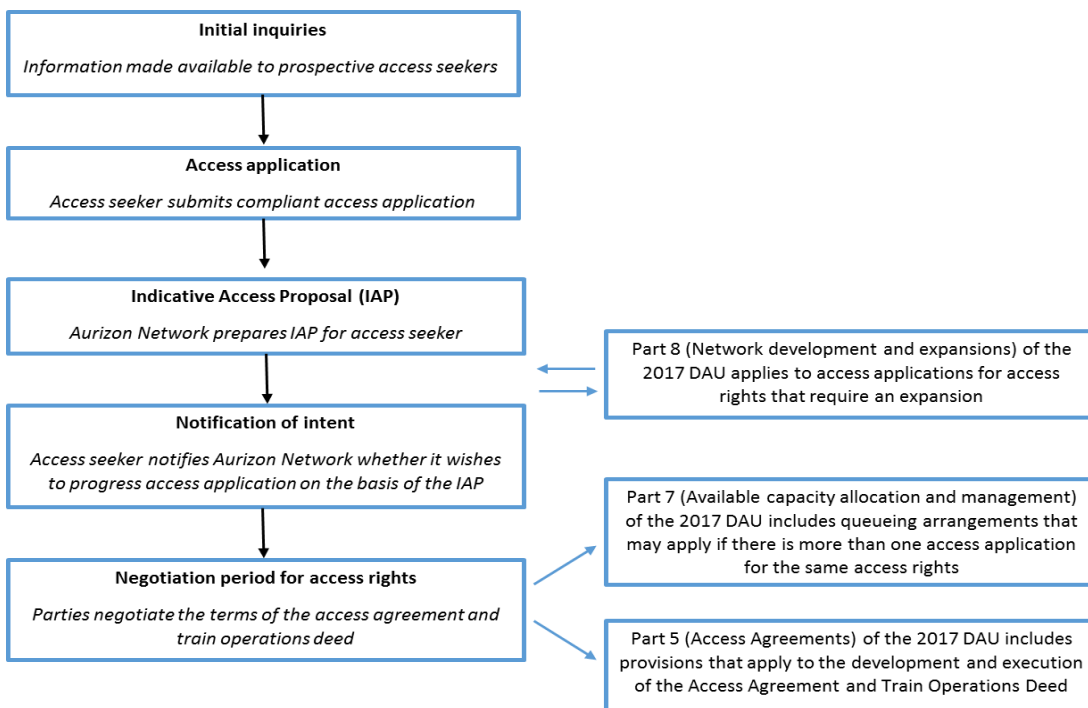 Initial inquiries
Information made available to prospective access seekers
Access application
Access seeker submits compliant access application
Indicative Access Proposal (IAP)
Aurizon Network prepares IAP for access seeker
Notification of intent
Access seeker notifies Aurizon Network whether it wishes
to progress access application on the basis of the IAP
Negotiation period for access rights
Parties negotiate the terms of the access agreement and
train operations deed
Part 8 (Network development and expansions) of the
2017 DAU applies to access applications for access
rights that require an expansion
Part 7 (Available capacity allocation and management)
of the 2017 DAU includes queueing arrangements that
may apply if there is more than one access application
for the same access rights
Part 5 (Access Agreements) of the 2017 DAU includes
provisions that apply to the development and execution
of the Access Agreement and Train Operations Deed